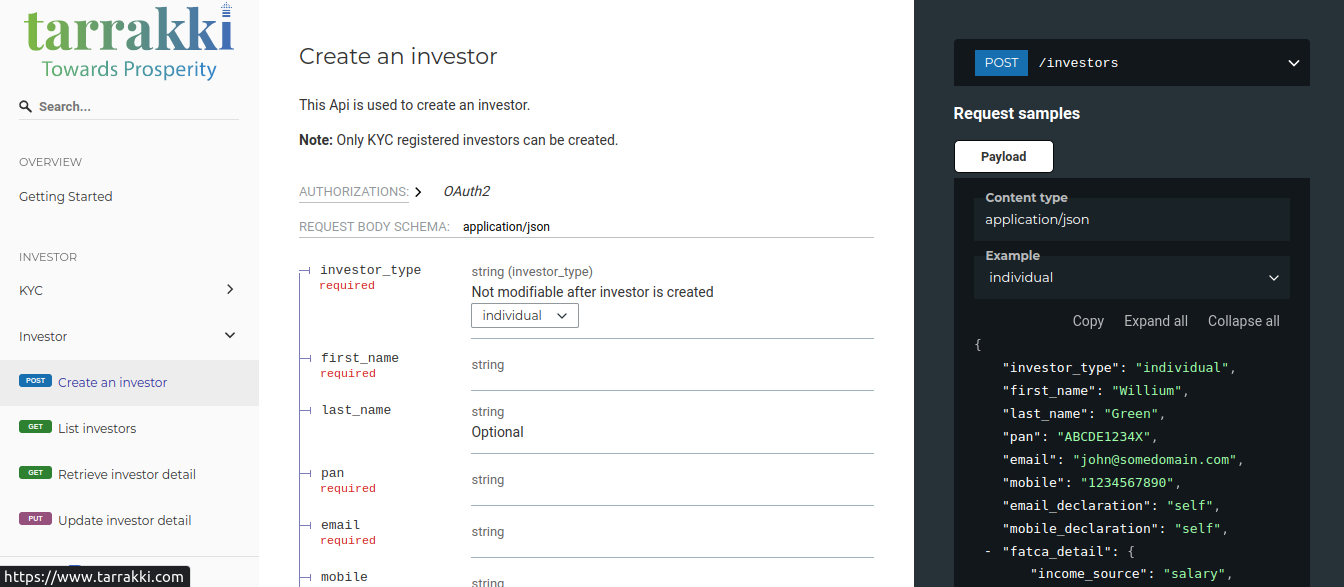 tarrakki
Towards Prosperity
Search...
OVERVIEW
Getting Started
INVESTOR
KYC
Investor
POST Create an investor
GET List investors
GET Retrieve investor detail
PUT Update investor detail
https://www.tarrakki.com
Create an investor
This Api is used to create an investor.
Note: Only KYC registered investors can be created.
AUTHORIZATIONS: OAuth2
REQUEST BODY SCHEMA: application/json
investor_type
required
string (investor_type)
Not modifiable after investor is created
individual
first_name
required
string
last_name
string
Optional
pan
required
string
email
required
string
mobile
string
POST /investors
Request samples
Payload
Content type
application/json
Example
individual
Copy Expand all Collapse all
{
"investor_type": "individual",
"first_name": "Willium",
"last_name": "Green",
"pan": "ABCDE1234X",
"email": "john@somedomain.com",
"mobile": "1234567890",
"email_declaration": "self",
"mobile_declaration": "self",
- "fatca_detail": {
"income_source": "salary",